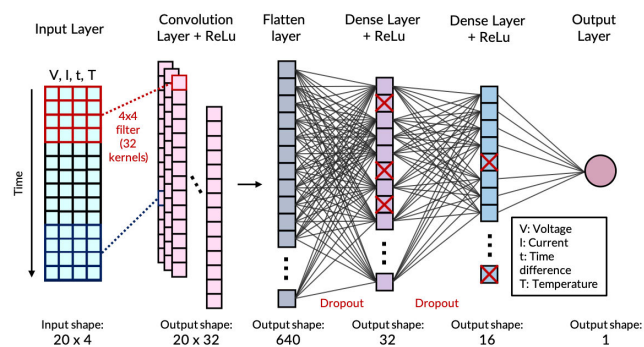 Input Layer
Convolution
Layer + ReLu
Flatten
layer
Dense Layer
+ ReLu
Dense Layer
+ ReLu
Output
Layer
V, I, t, T
4x4
filter
(32
kernels)
Time
V: Voltage
I: Current
t: Time
difference
T: Temperature
Dropout
Dropout
Input shape:
20 x 4
Output shape:
20 x 32
Output shape:
640
Output shape:
32
Output shape:
16
Output shape:
1